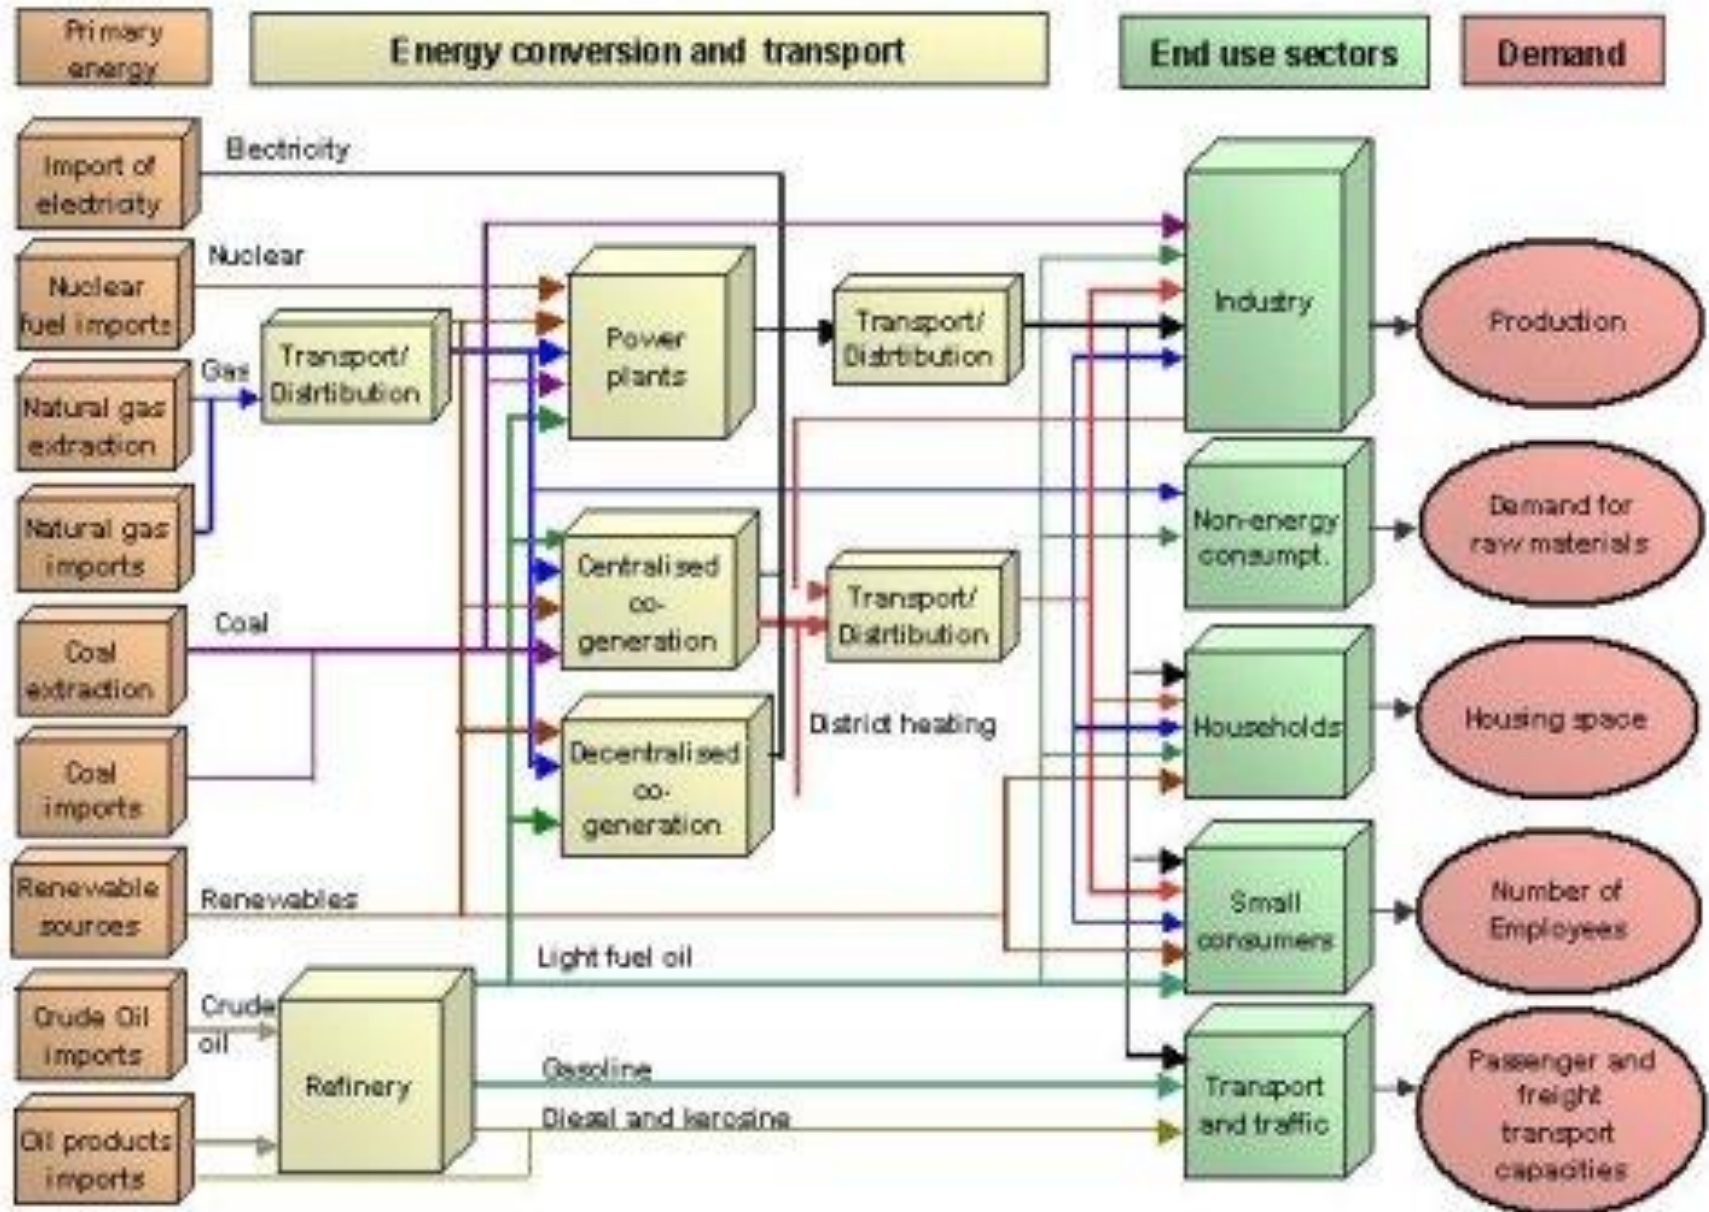 Primary
energy
Energy conversion and transport
End use sectors
Demand
Import of
electricity
Electricity
Nuclear
fuel imports
Nuclear
Natural gas
extraction
Gas
Transport/
Distrtibution
Natural gas
imports
Coal
extraction
Coal
Coal
imports
Renewable
sources
Renewables
Crude Oil
imports
Crude
oil
Oil products
imports
Refinery
Power
plants
Centralised
co-
generation
Decentralised
co-
generation
Light fuel oil
Gasoline
Diesel and kerosine
Transport/
Distrtibution
Transport/
Distrtibution
District heating
Industry
Non-energy
consumpt.
Households
Small
consumers
Transport
and traffic
Production
Demand for
raw materials
Housing space
Number of
Employees
Passenger and
freight
transport
capacities